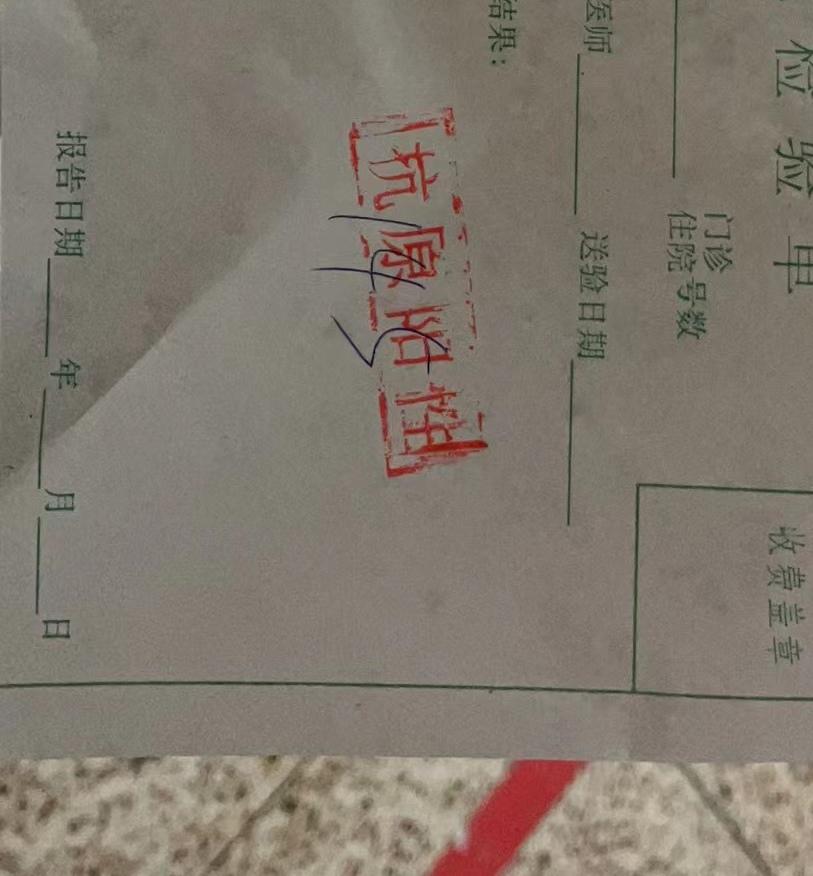 检验单
收费盖章
门诊
住院号数
医师 送验日期
结果：
抗原阳性
报告日期 年 月 日